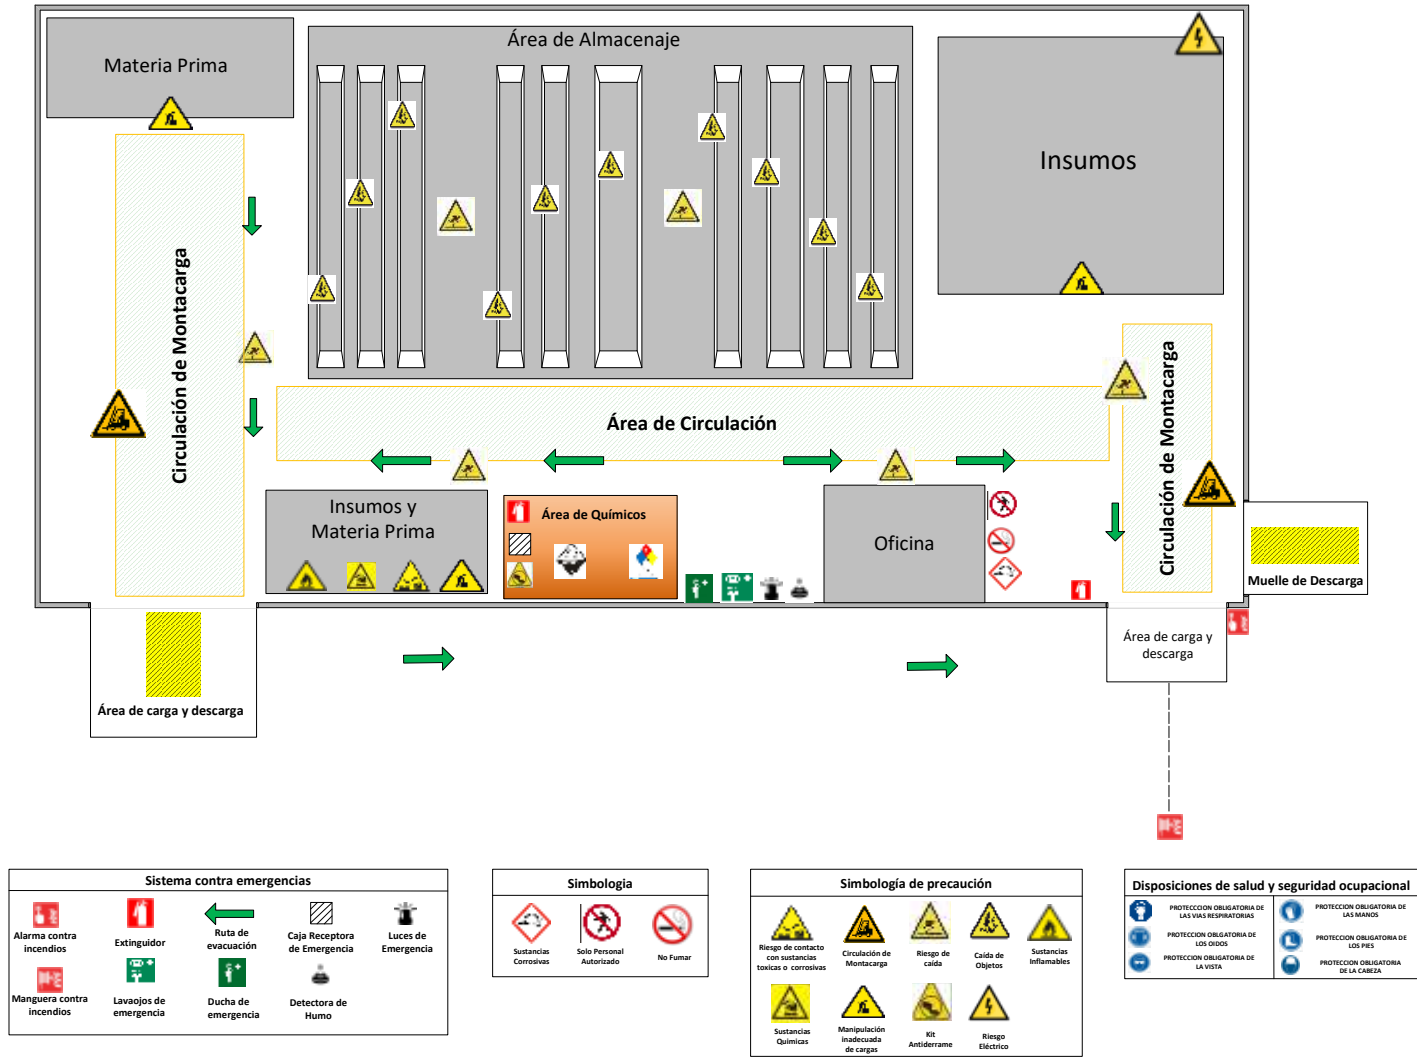 Área de Almacenaje
Materia Prima
Insumos
Circulación de Montacarga
Área de Circulación
Circulación de Montacarga
Insumos y
Materia Prima
Área de Químicos
Oficina
Muelle de Descarga
Área de carga y
descarga
Área de carga y descarga
Sistema contra emergencias
Alarma contra
incendios
Extinguidor
Ruta de
evacuación
Caja Receptora
de Emergencia
Luces de
Emergencia
Manguera contra
incendios
Lavaojos de
emergencia
Ducha de
emergencia
Detectora de
Humo
Simbologia
Sustancias
Corrosivas
Solo Personal
Autorizado
No Fumar
Simbología de precaución
Riesgo de contacto
con sustancias
toxicas o corrosivas
Circulación de
Montacarga
Riesgo de
caída
Caída de
Objetos
Sustancias
Inflamables
Sustancias
Quimicas
Manipulación
inadecuada
de cargas
Kit
Antiderrame
Riesgo
Eléctrico
Disposiciones de salud y seguridad ocupacional
PROTECCCION OBLIGATORIA DE
LAS VIAS RESPIRATORIAS
PROTECCION OBLGATORIA DE
LOS OIDOS
PROTECCION OBLIGATORIA DE
LA VISTA
PROTECCION OBLIGATORIA DE
LAS MANOS
PROTECCION OBLIGATORIA DE
LOS PIES
PROTECCION OBLIGATORIA
DE LA CABEZA